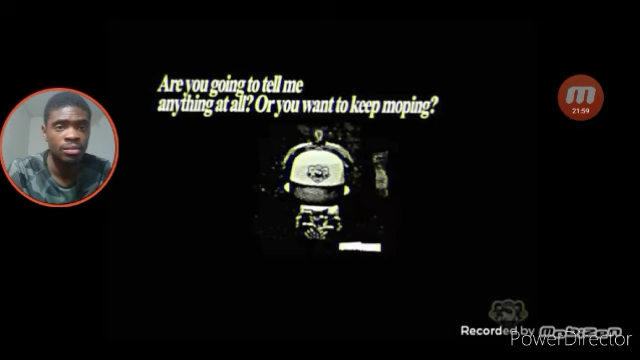 Are you going to tell me
anything at all? Or you want to keep moping?
21:59
Recorded by
PowerDirector